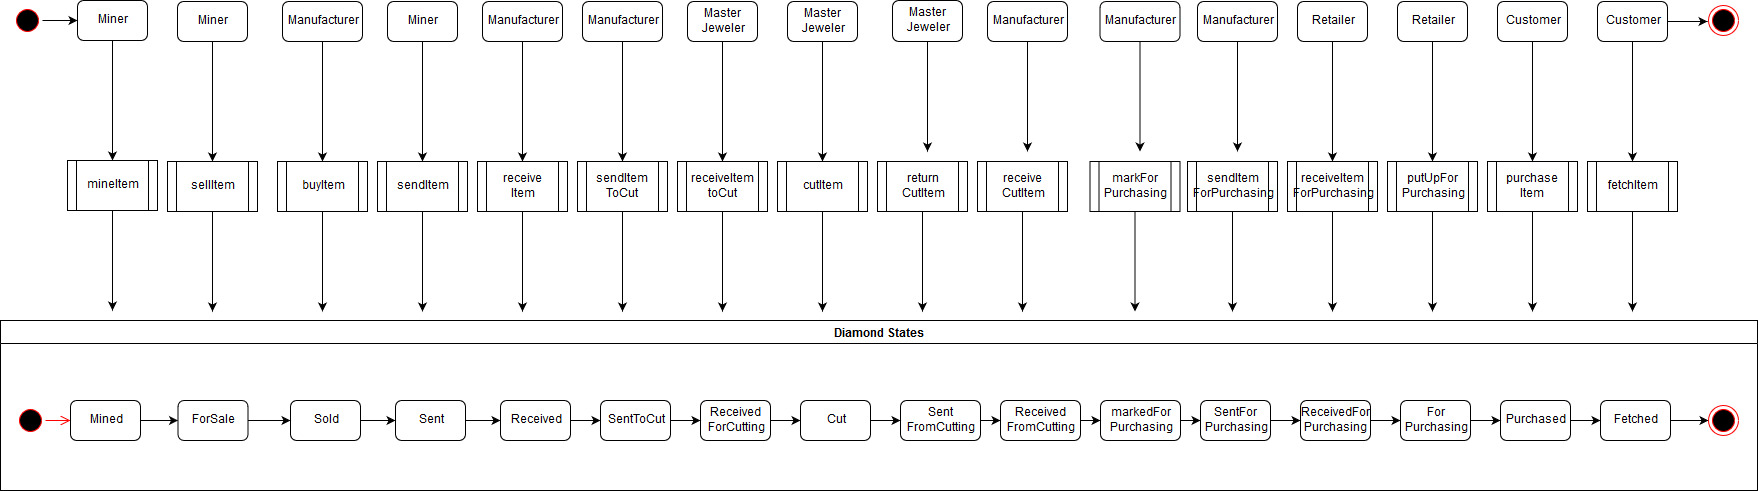 Miner
Miner
Manufacturer
Miner
Manufacturer
Manufacturer
Master
Jeweler
Master
Jeweler
Master
Jeweler
Manufacturer
Manufacturer
Manufacturer
Retailer
Retailer
Customer
Customer
mineItem
sellItem
buyItem
sendItem
receive
Item
sendItem
ToCut
receiveItem
toCut
cutItem
return
CutItem
receive
CutItem
markFor
Purchasing
sendItem
ForPurchasing
receiveItem
ForPurchasing
putUpFor
Purchasing
purchase
Item
fetchItem
Diamond States
Mined
ForSale
Sold
Sent
Received
SentToCut
Received
ForCutting
Cut
Sent
FromCutting
Received
FromCutting
markedFor
Purchasing
SentFor
Purchasing
ReceivedFor
Purchasing
For
Purchasing
Purchased
Fetched